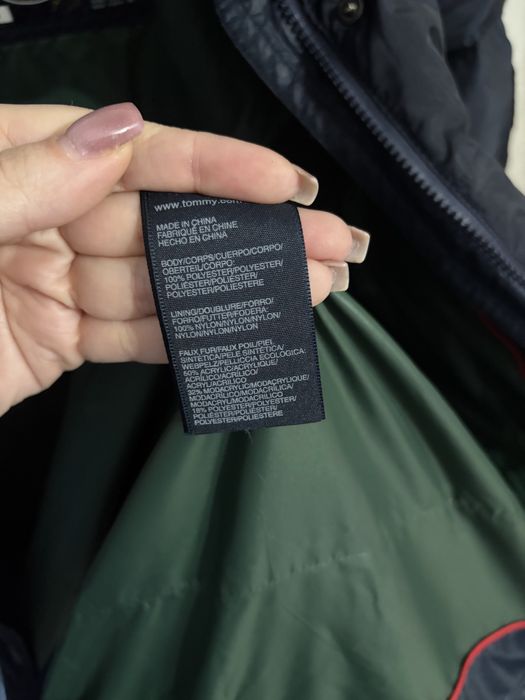 www.tommy.com
MADE IN CHINA
FABRIQUÉ EN CHINE
HECHO EN CHINA
BODY/CORPS/CUERPO/CORPO/
OBERTEIL/CORPO:
100% POLYESTER/POLYESTER/
POLIÉSTER/POLIESTERE/
POLYESTER/POLIESTERE
LINING/DOUBLURE/FORRO/
FORRO/FUTTER/FODERA:
100% NYLON/NYLON/NYLON/
NYLON/NYLON/NYLON
FAUX FUR/FAUX POIL/PIEL
SINTÉTICA/PELE SINTÉTICA/
WEBPELZ/PELLICCIA ECOLOGICA:
50% ACRYLIC/ACRYLIQUE/
ACRÍLICO/ACRÍLICO/
ACRYL/ACRILICO
32% MODACRYLIC/MODACRYLIQUE/
MODACRÍLICO/MODACRÍLICO/
MODACRYL/MODACRILICO
18% POLYESTER/POLYESTER/
POLIÉSTER/POLIÉSTER/
POLYESTER/POLIESTERE